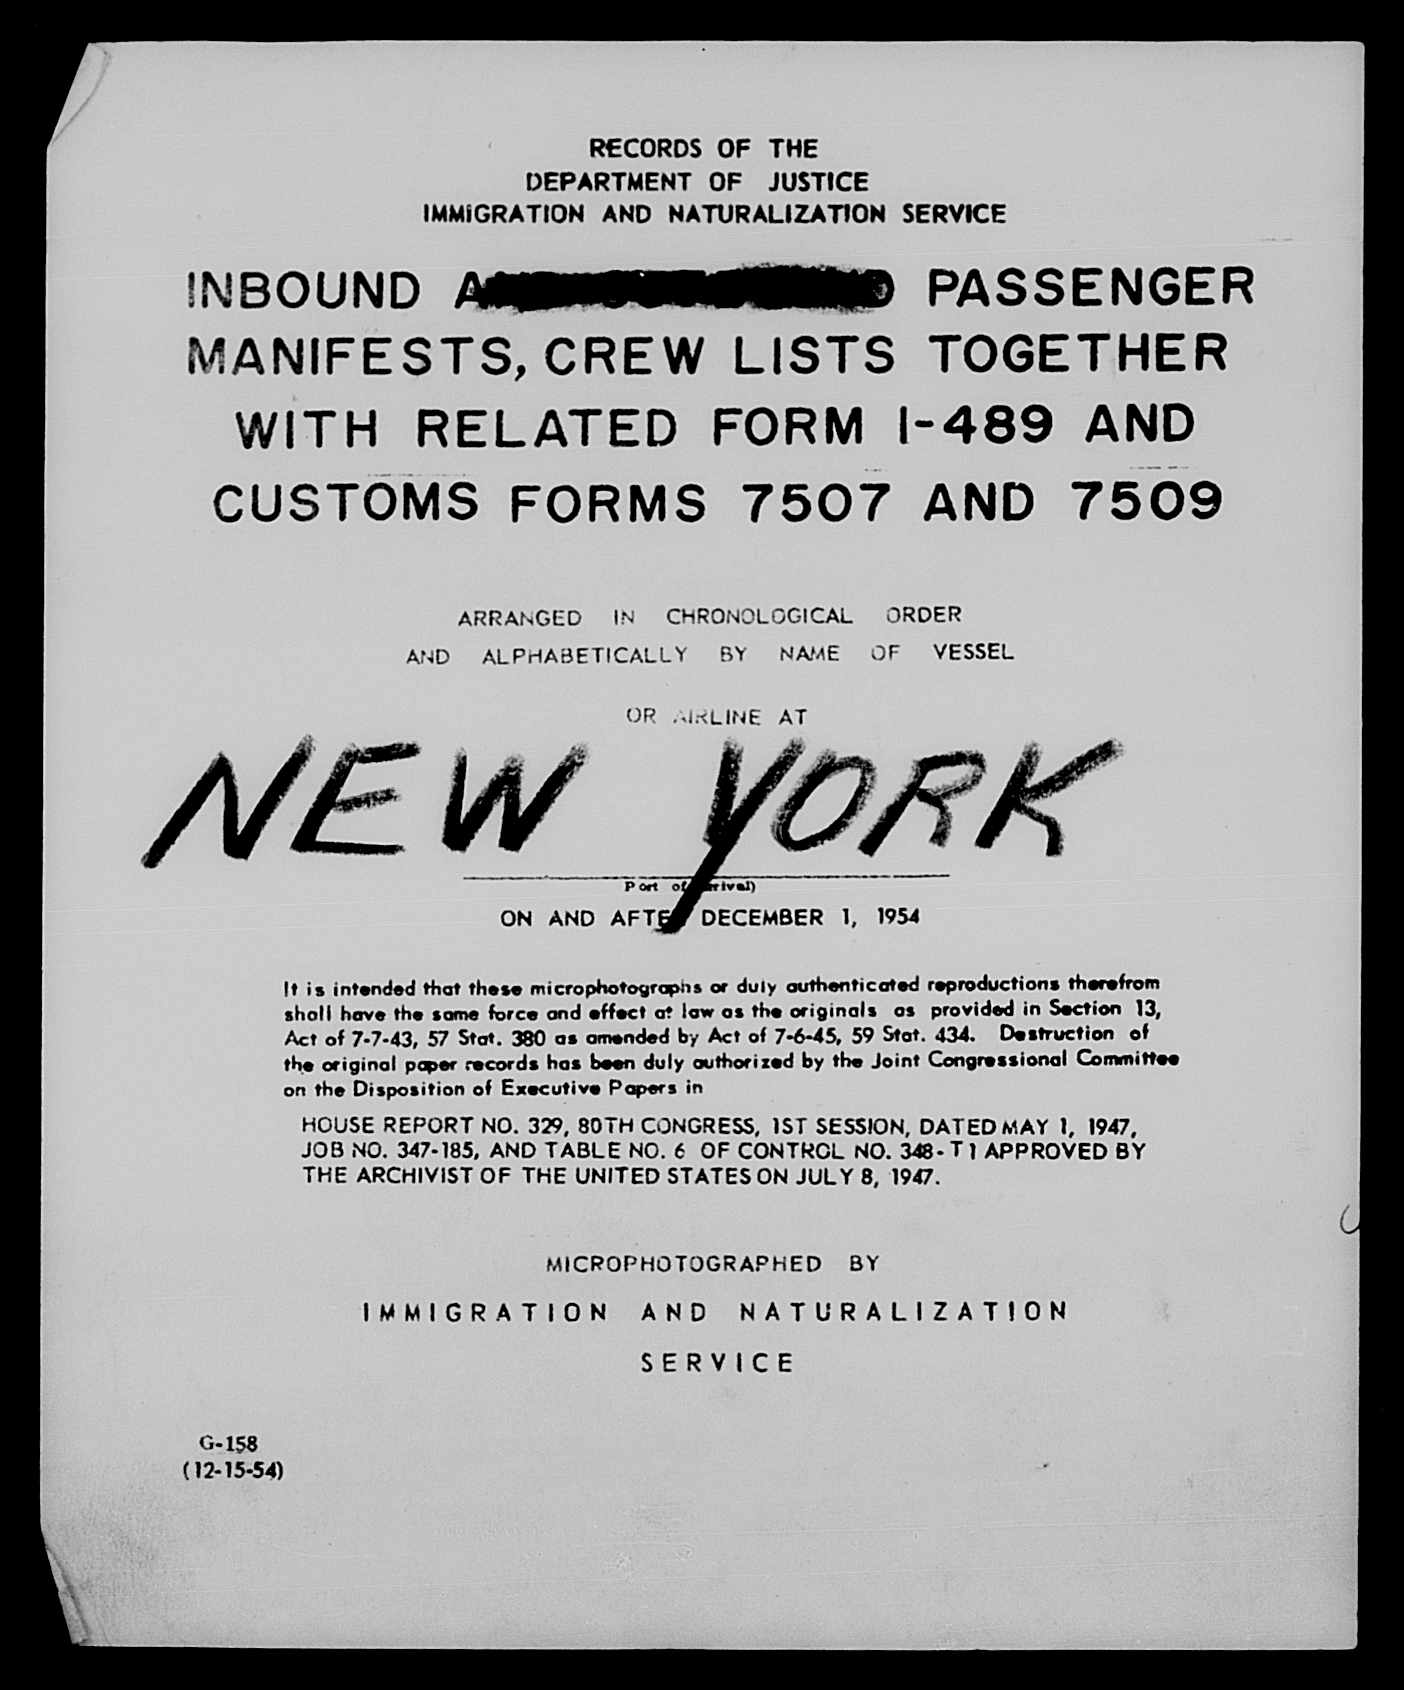 RECORDS OF THE
DEPARTMENT OF JUSTICE
IMMIGRATION AND NATURALIZATION SERVICE
INBOUND PASSENGER
MANIFESTS, CREW LISTS TOGETHER
WITH RELATED FORM I-489 AND
CUSTOMS FORMS 7507 AND 7509
ARRANGED IN CHRONOLOGICAL ORDER
AND ALPHABETICALLY BY NAME OF VESSEL
OR AIRLINE AT
NEW YORK
Port of
ON AND AFTER DECEMBER 1, 1954
It is intended that these microphotographs or duly authenticated reproductions therefrom
shall have the same force and effect at law as the originals as provided in Section 13,
Act of 7-7-43, 57 Stat. 380 as amended by Act of 7-6-45, 59 Stat. 434. Destruction of
the original paper records has been duly authorized by the Joint Congressional Committee
on the Disposition of Executive Papers in
HOUSE REPORT NO. 329, 80TH CONGRESS, 1ST SESSION, DATED MAY 1, 1947,
JOB NO. 347-185, AND TABLE NO. 6 OF CONTROL NO. 348-T1 APPROVED BY
THE ARCHIVIST OF THE UNITED STATES ON JULY 8, 1947.
MICROPHOTOGRAPHED BY
IMMIGRATION AND NATURALIZATION
SERVICE
G-158
(12-15-54)